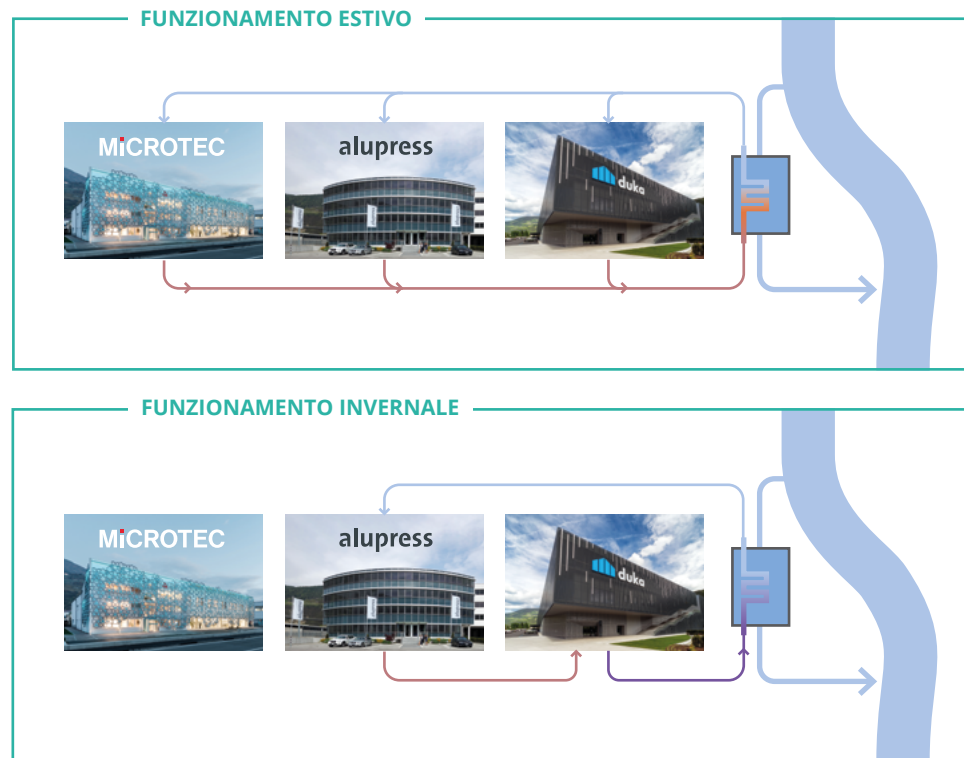 FUNZIONAMENTO ESTIVO
MiCROTEC
alupress
duka
FUNZIONAMENTO INVERNALE
MiCROTEC
alupress
duka